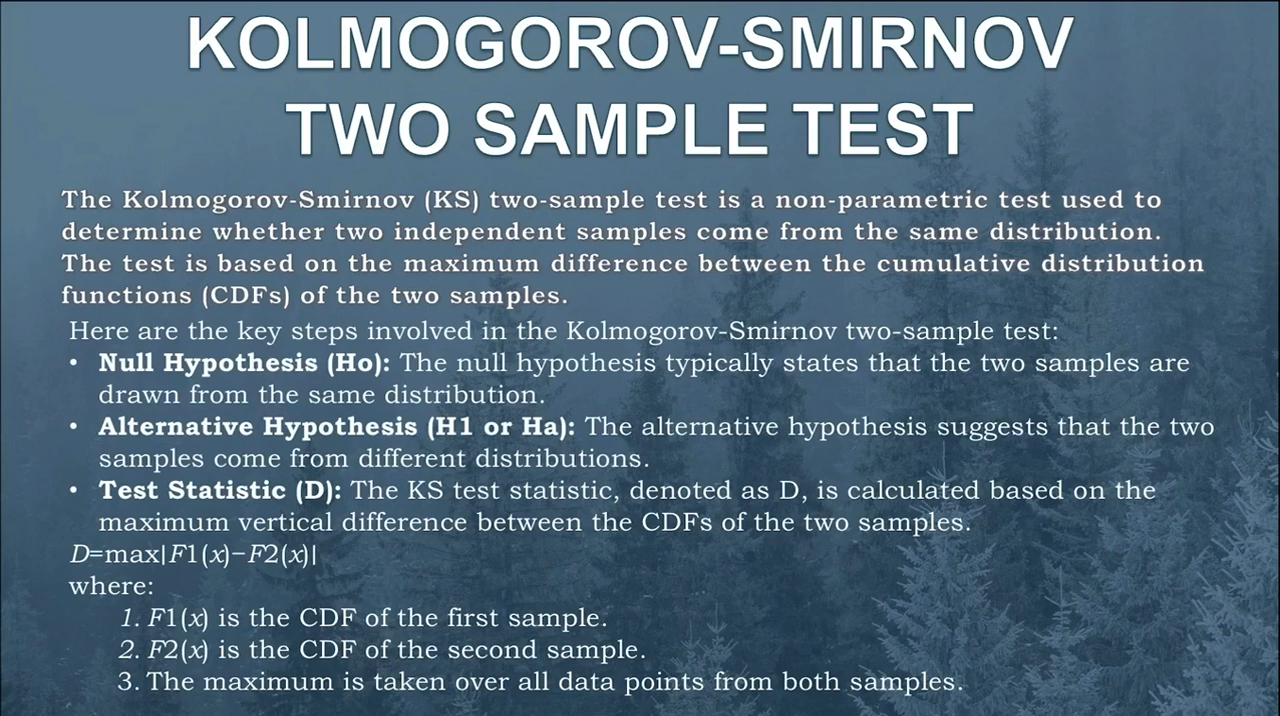 KOLMOGOROV-SMIRNOV
TWO SAMPLE TEST
The Kolmogorov-Smirnov (KS) two-sample test is a non-parametric test used to
determine whether two independent samples come from the same distribution.
The test is based on the maximum difference between the cumulative distribution
functions (CDFs) of the two samples.
Here are the key steps involved in the Kolmogorov-Smirnov two-sample test:
• Null Hypothesis (Ho): The null hypothesis typically states that the two samples are
drawn from the same distribution.
• Alternative Hypothesis (H1 or Ha): The alternative hypothesis suggests that the two
samples come from different distributions.
• Test Statistic (D): The KS test statistic, denoted as D, is calculated based on the
maximum vertical difference between the CDFs of the two samples.
D=max|F1(x)−F2(x)|
where:
1. F1(x) is the CDF of the first sample.
2. F2(x) is the CDF of the second sample.
3. The maximum is taken over all data points from both samples.